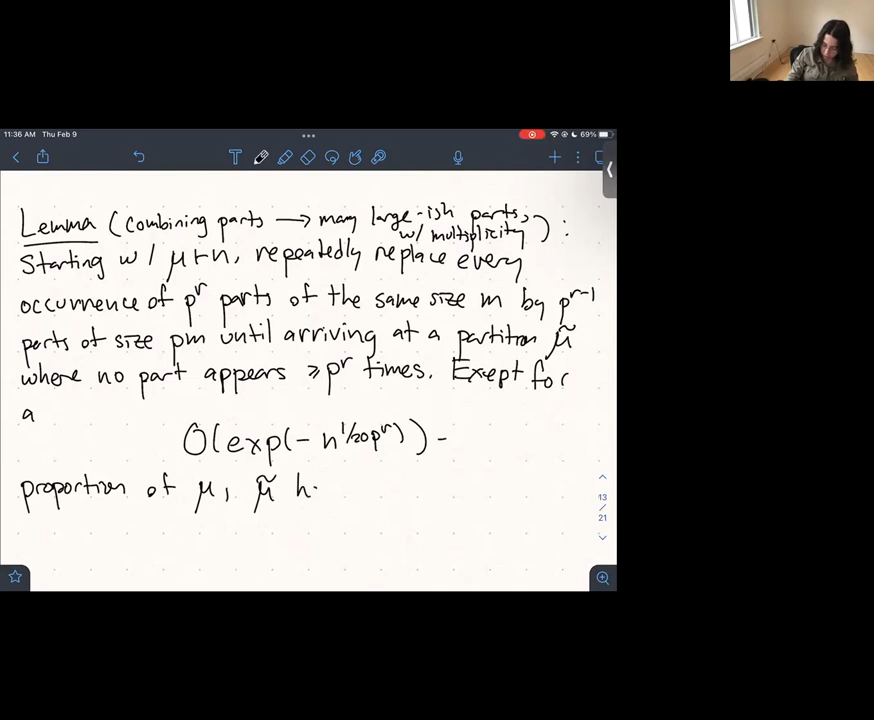 11:36 AM Thu Feb 9
69%
Lemma (combining parts → many large-ish parts, w/ multiplicity):
Starting w/ μ⊢n, repeatedly replace every
occurrence of p^r parts of the same size m by p^{r-1}
parts of size pm until arriving at a partition μ̃
where no part appears ≥p^r times. Exept for
a
O(exp(-n^{1/20p^r}))-
proportion of μ, μ̃ h
13
/
21